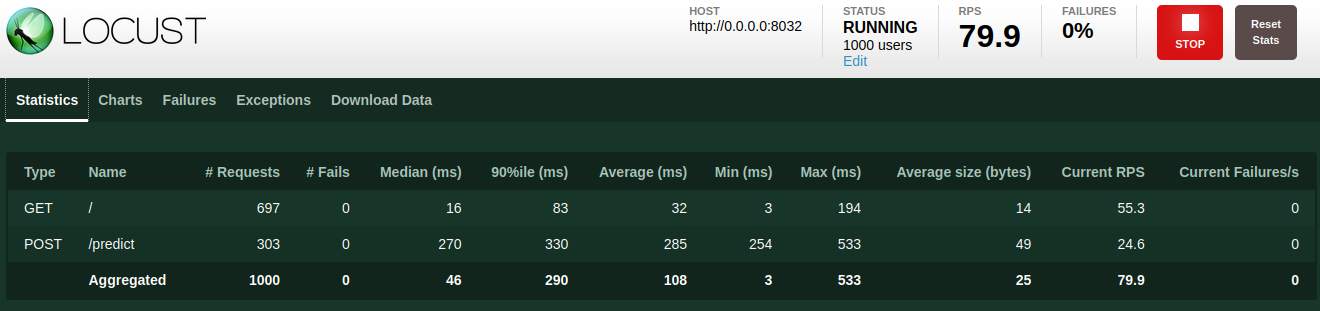 LOCUST
HOST
http://0.0.0.0:8032
STATUS
RUNNING
1000 users
Edit
RPS
79.9
FAILURES
0%
STOP
Reset
Stats
Statistics Charts Failures Exceptions Download Data
Type Name # Requests # Fails Median (ms) 90%ile (ms) Average (ms) Min (ms) Max (ms) Average size (bytes) Current RPS Current Failures/s
GET / 697 0 16 83 32 3 194 14 55.3 0
POST /predict 303 0 270 330 285 254 533 49 24.6 0
Aggregated 1000 0 46 290 108 3 533 25 79.9 0